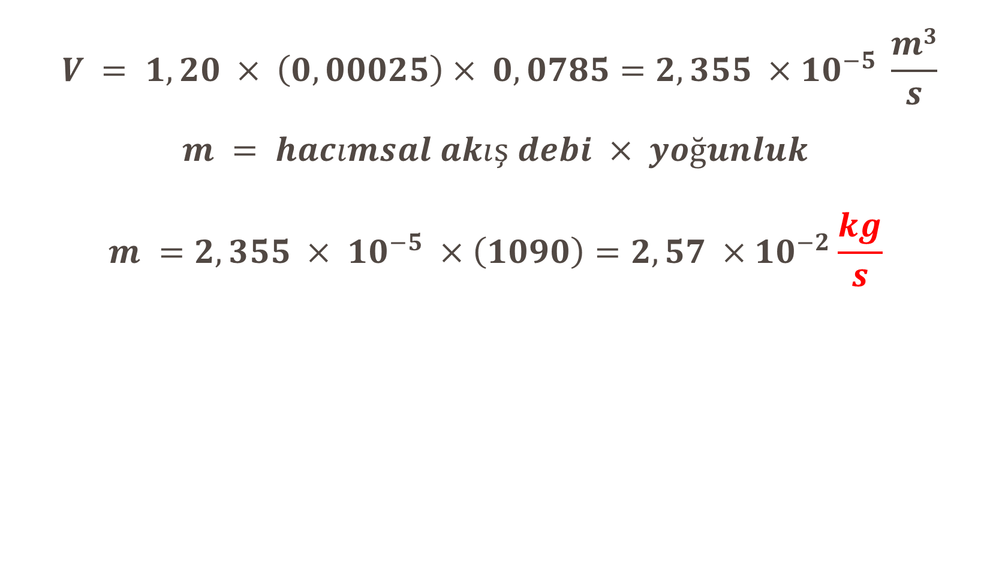 V = 1,20 × (0,00025) × 0,0785 = 2,355 × 10⁻⁵ m³/s
m = hacımsal akış debi × yoğunluk
m = 2,355 × 10⁻⁵ × (1090) = 2,57 × 10⁻² kg/s